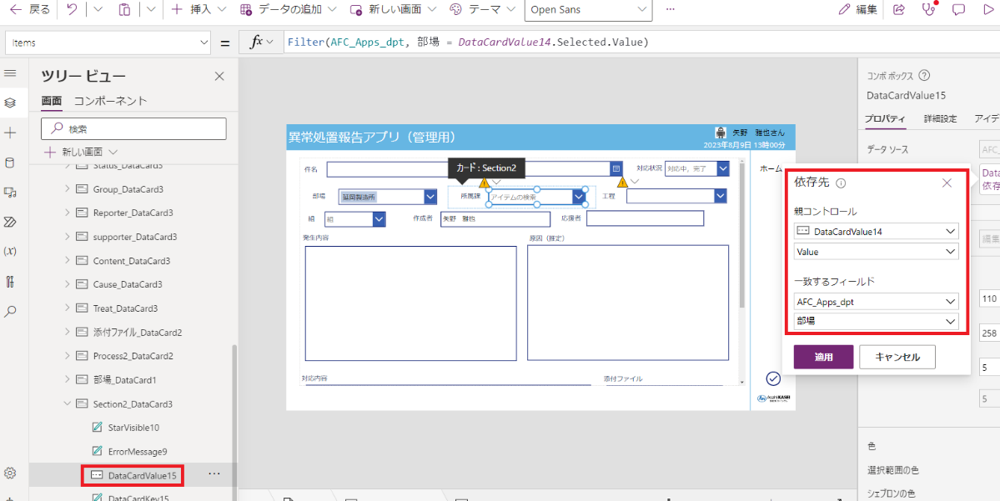 戻る
挿入
データの追加
新しい画面
テーマ
Open Sans
編集
Items
=
fx
Filter(AFC_Apps_dpt, 部場 = DataCardValue14.Selected.Value)
ツリー ビュー
画面
コンポーネント
検索
新しい画面
Status_DataCard3
Group_DataCard3
Reporter_DataCard3
supporter_DataCard3
Content_DataCard3
Cause_DataCard3
Treat_DataCard3
添付ファイル_DataCard2
Process2_DataCard2
部場_DataCard1
Section2_DataCard3
StarVisible10
ErrorMessage9
DataCardValue15
DataCardKey15
異常処置報告アプリ（管理用）
矢野　雅也さん
2023年8月9日 13時00分
件名
カード : Section2
対応状況
対応中, 完了
ホーム
部場
延岡製造所
所属課
アイテムの検索
工程
組
組
作成者
矢野　雅也
応援者
発生内容
原因（推定）
対応内容
添付ファイル
AsahiKASEI
依存先
親コントロール
DataCardValue14
Value
一致するフィールド
AFC_Apps_dpt
部場
適用
キャンセル
コンボ ボックス
DataCardValue15
プロパティ
詳細設定
アイデ
データ ソース
AFC_
Data
依存
編集
110
258
5
5
色
選択範囲の色
シェブロンの色